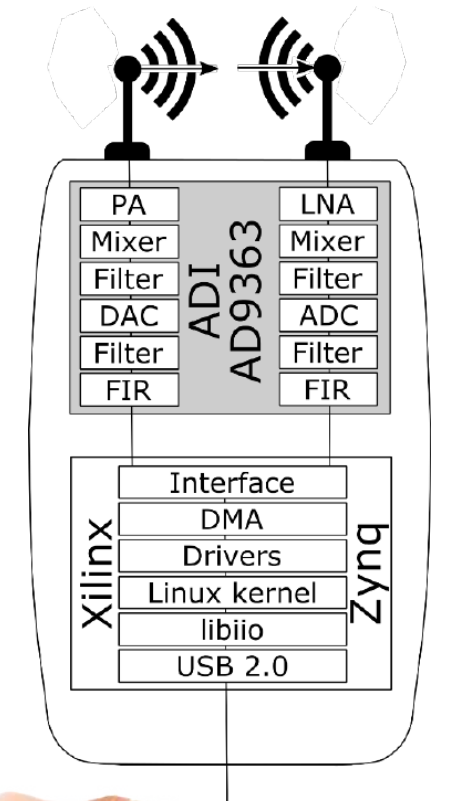 PA
Mixer
Filter
DAC
Filter
FIR
ADI
AD9363
LNA
Mixer
Filter
ADC
Filter
FIR
Xilinx
Interface
DMA
Drivers
Linux kernel
libiio
USB 2.0
Zynq